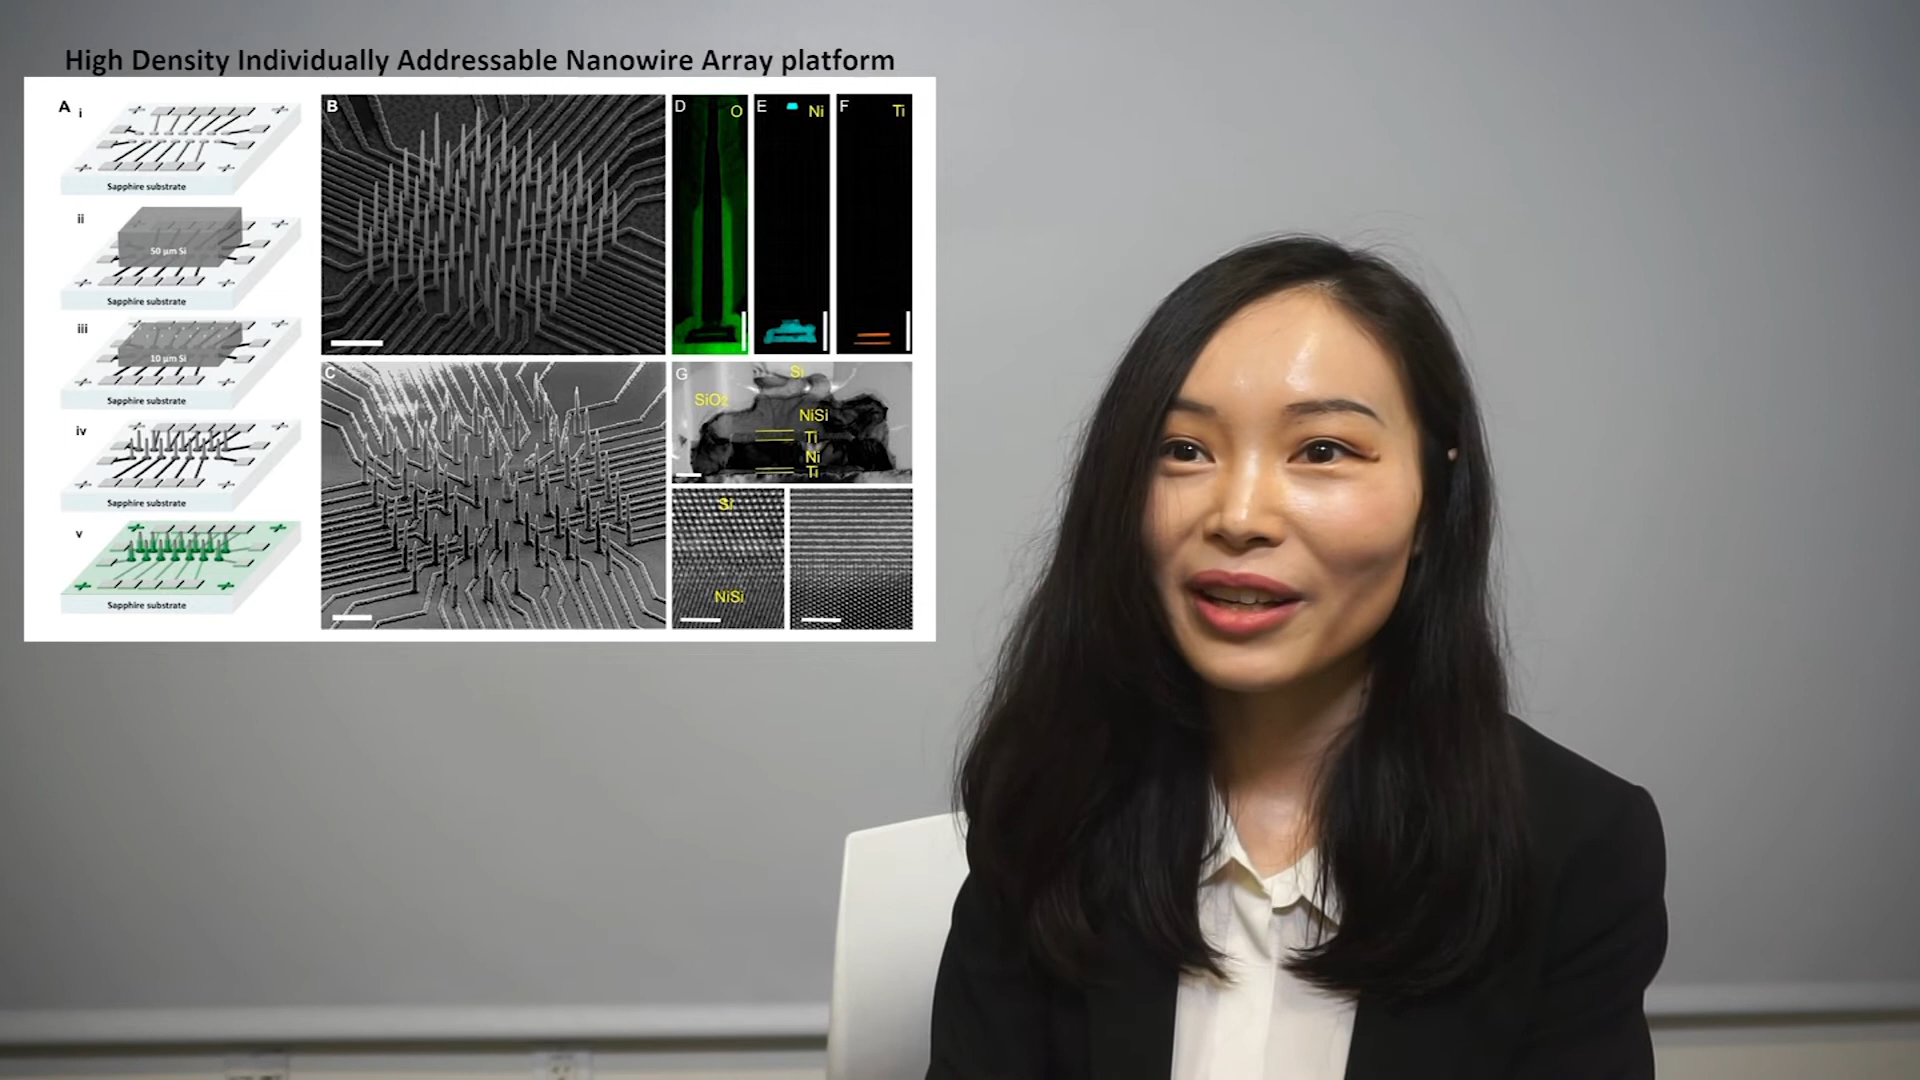 High Density Individually Addressable Nanowire Array platform
A
i
Sapphire substrate
ii
50 μm Si
Sapphire substrate
iii
10 μm Si
Sapphire substrate
iv
Sapphire substrate
v
Sapphire substrate
B
C
D
O
E
Ni
F
Ti
G
Si
SiO₂
NiSi
Ti
Ni
Ti
Si
NiSi